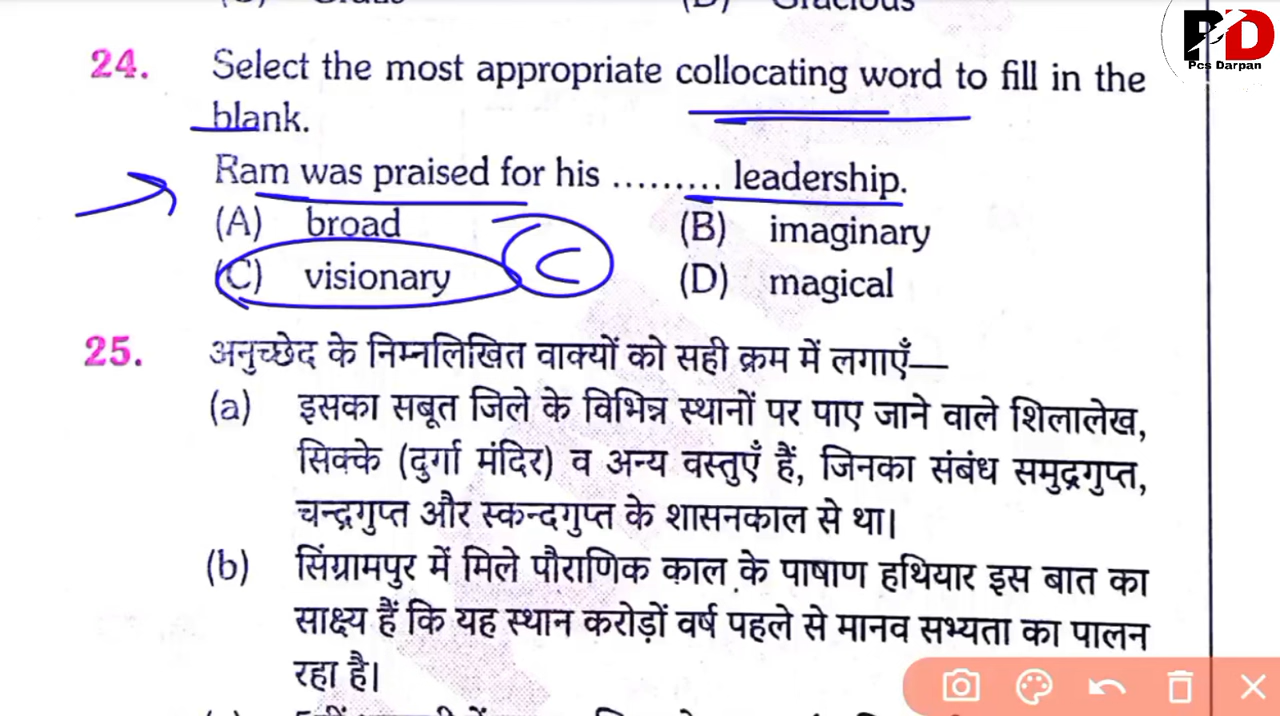 PD
Pcs Darpan
(D) Gracious
24. Select the most appropriate collocating word to fill in the
blank.
Ram was praised for his ......... leadership.
(A) broad (B) imaginary
(C) visionary C (D) magical
25. अनुच्छेद के निम्नलिखित वाक्यों को सही क्रम में लगाएँ—
(a) इसका सबूत जिले के विभिन्न स्थानों पर पाए जाने वाले शिलालेख,
सिक्के (दुर्गा मंदिर) व अन्य वस्तुएँ हैं, जिनका संबंध समुद्रगुप्त,
चन्द्रगुप्त और स्कन्दगुप्त के शासनकाल से था।
(b) सिंग्रामपुर में मिले पौराणिक काल के पाषाण हथियार इस बात का
साक्ष्य हैं कि यह स्थान करोड़ों वर्ष पहले से मानव सभ्यता का पालन
रहा है।